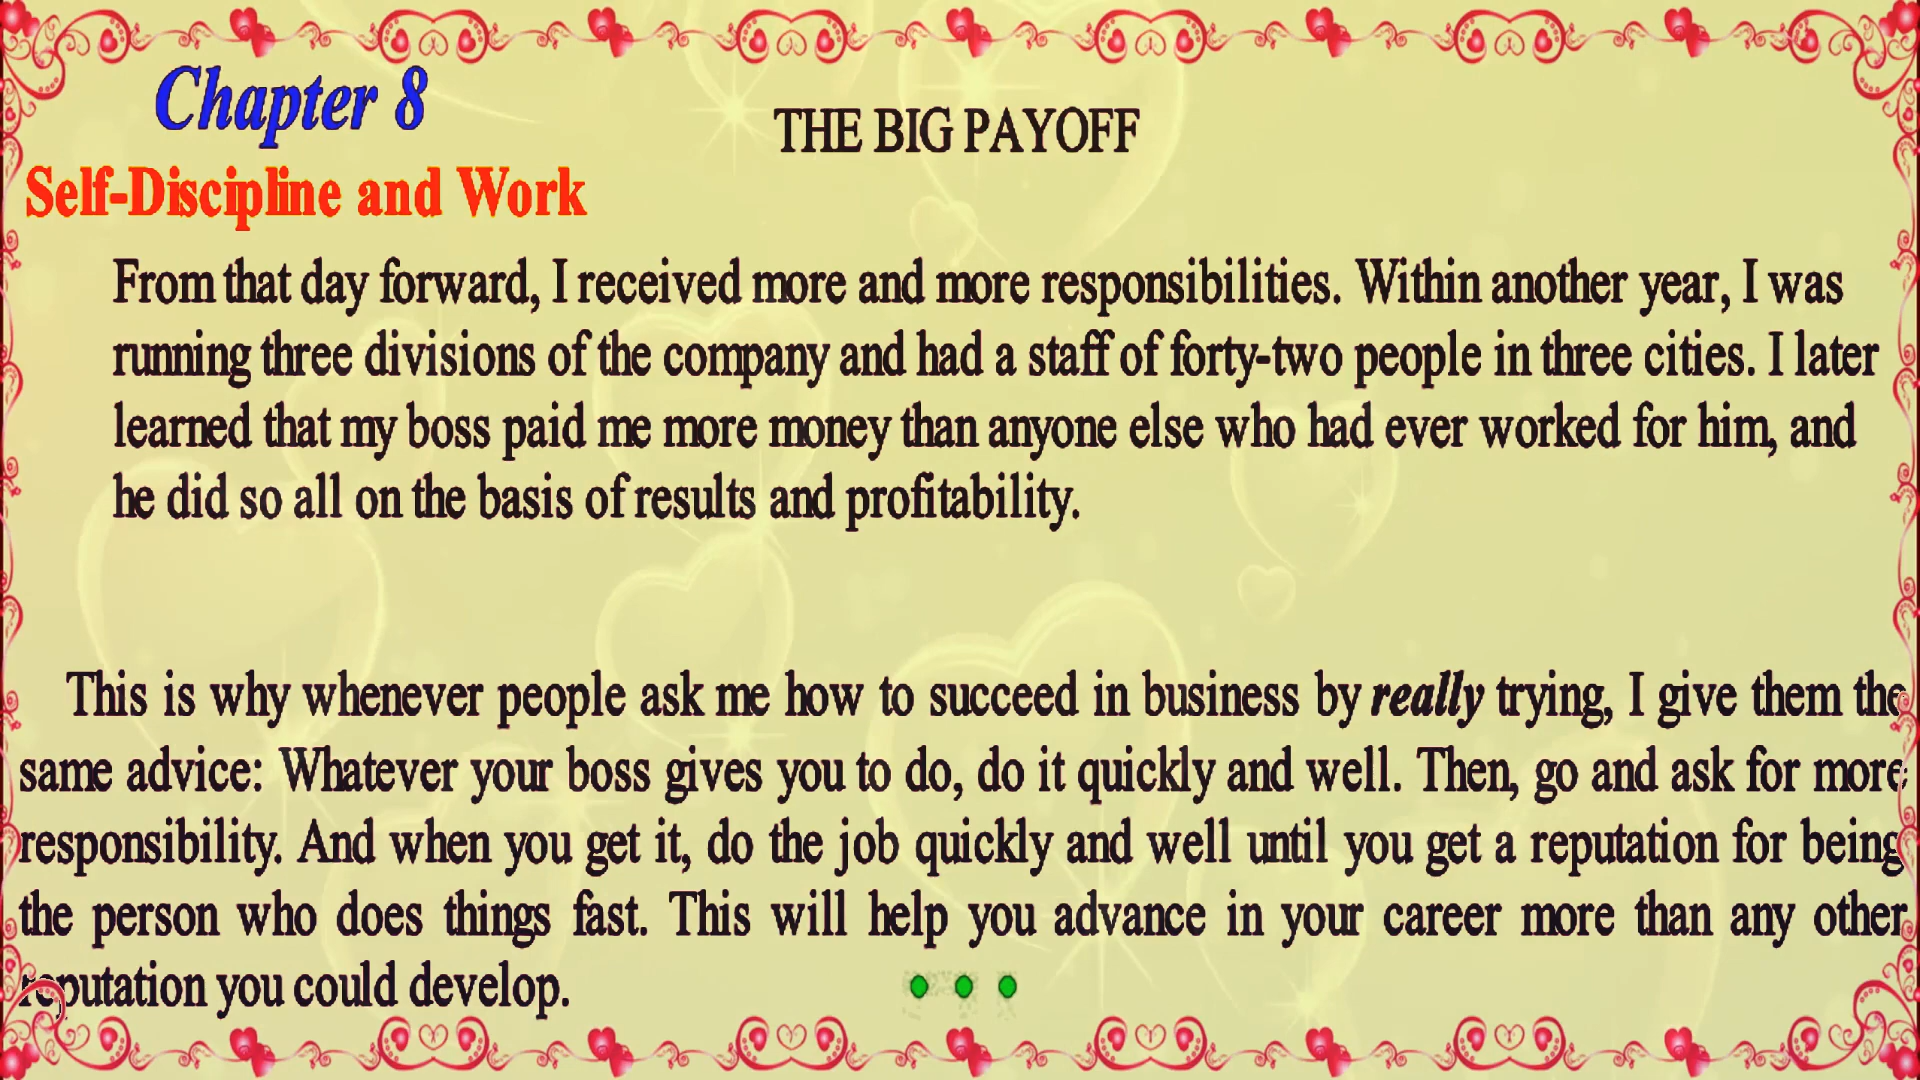 Chapter 8
THE BIG PAYOFF
Self-Discipline and Work
From that day forward, I received more and more responsibilities. Within another year, I was
running three divisions of the company and had a staff of forty-two people in three cities. I later
learned that my boss paid me more money than anyone else who had ever worked for him, and
he did so all on the basis of results and profitability.
This is why whenever people ask me how to succeed in business by really trying, I give them the
same advice: Whatever your boss gives you to do, do it quickly and well. Then, go and ask for more
responsibility. And when you get it, do the job quickly and well until you get a reputation for being
the person who does things fast. This will help you advance in your career more than any other
reputation you could develop.